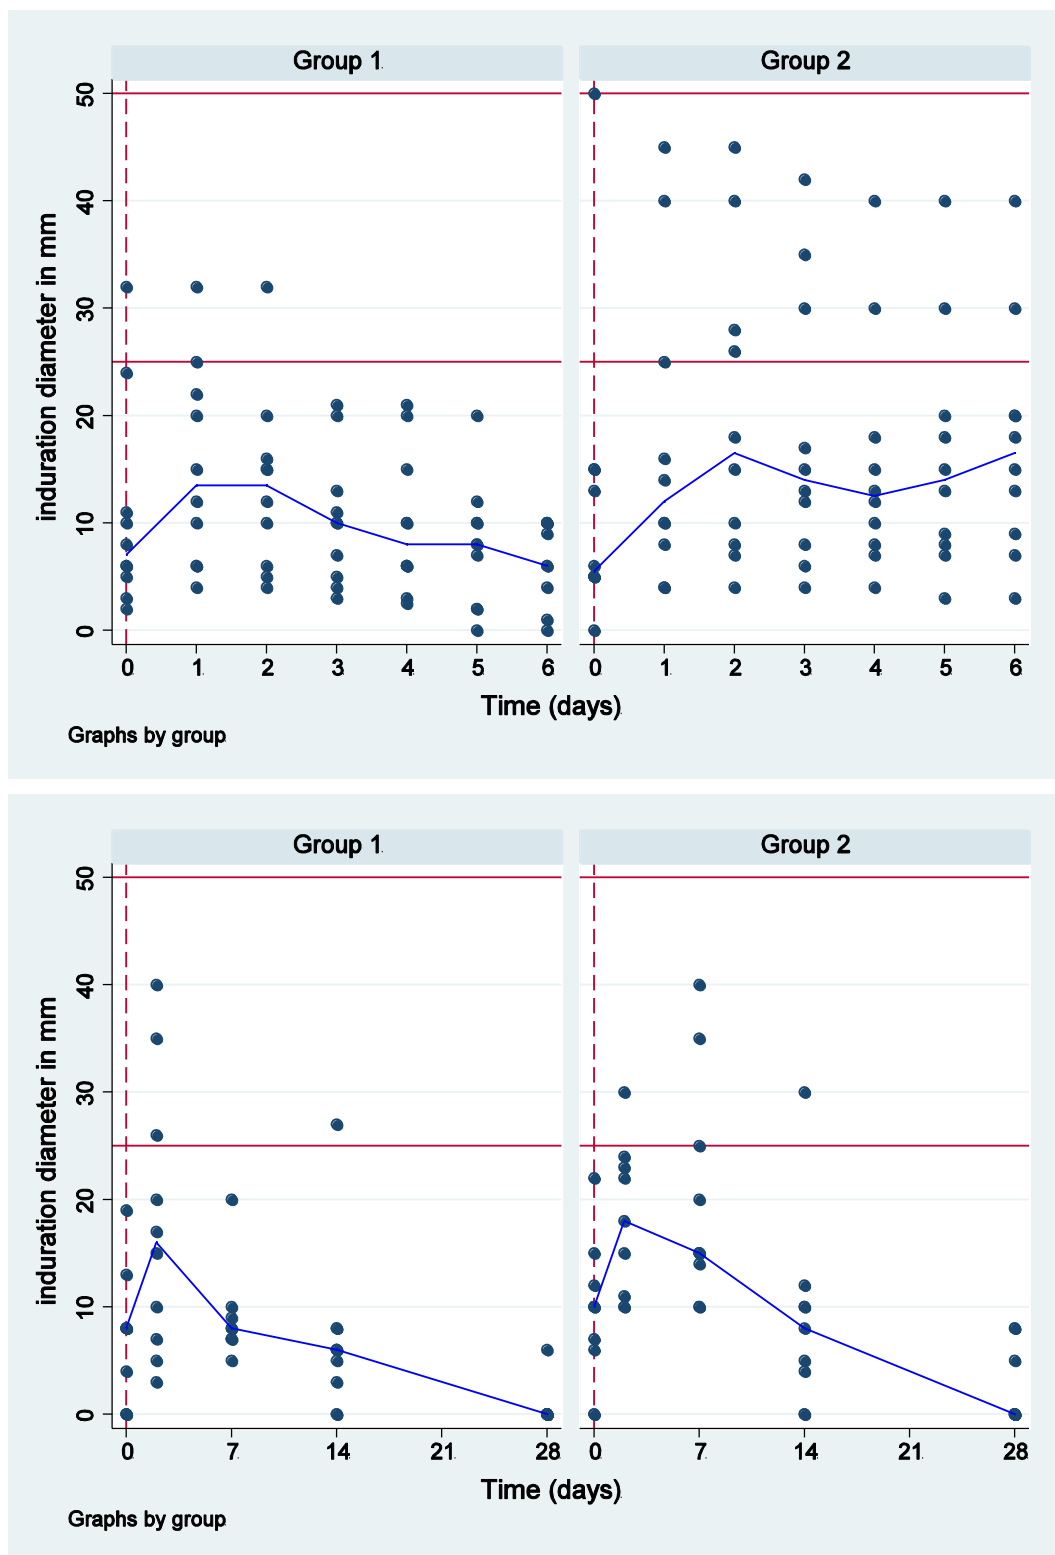 Group 1 Group 2
50
40
30
20
10
0
induration diameter in mm
0 1 2 3 4 5 6 0 1 2 3 4 5 6
Time (days)
Graphs by group
Group 1 Group 2
50
40
30
20
10
0
induration diameter in mm
0 7 14 21 28 0 7 14 21 28
Time (days)
Graphs by group